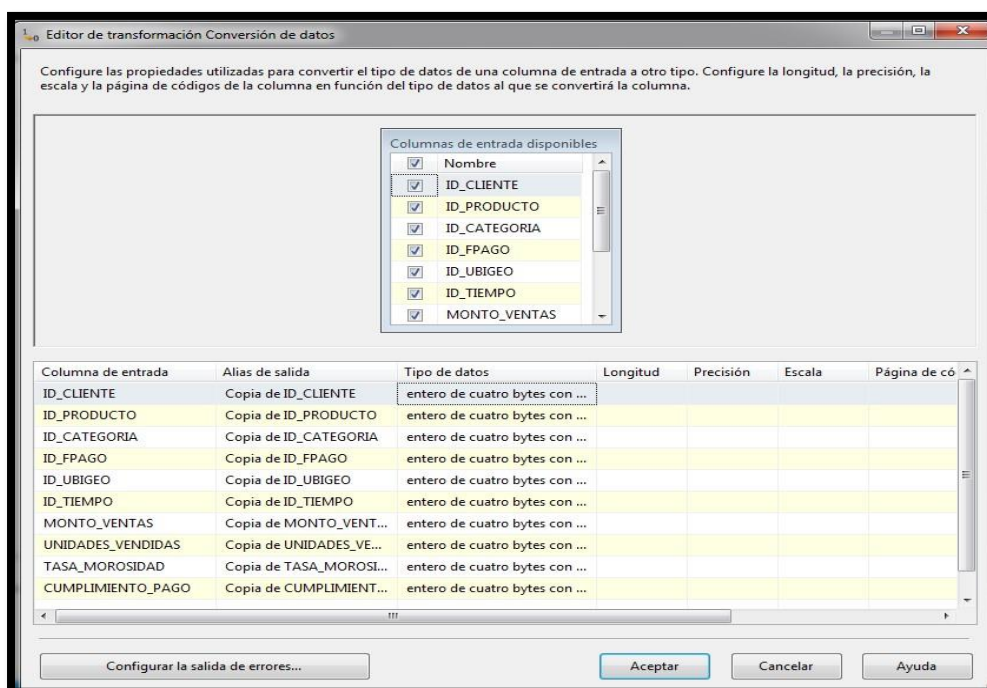 Editor de transformación Conversión de datos
Configure las propiedades utilizadas para convertir el tipo de datos de una columna de entrada a otro tipo. Configure la longitud, la precisión, la
escala y la página de códigos de la columna en función del tipo de datos al que se convertirá la columna.
Columnas de entrada disponibles
Nombre
ID_CLIENTE
ID_PRODUCTO
ID_CATEGORIA
ID_FPAGO
ID_UBIGEO
ID_TIEMPO
MONTO_VENTAS
Columna de entrada Alias de salida Tipo de datos Longitud Precisión Escala Página de có
ID_CLIENTE Copia de ID_CLIENTE entero de cuatro bytes con ...
ID_PRODUCTO Copia de ID_PRODUCTO entero de cuatro bytes con ...
ID_CATEGORIA Copia de ID_CATEGORIA entero de cuatro bytes con ...
ID_FPAGO Copia de ID_FPAGO entero de cuatro bytes con ...
ID_UBIGEO Copia de ID_UBIGEO entero de cuatro bytes con ...
ID_TIEMPO Copia de ID_TIEMPO entero de cuatro bytes con ...
MONTO_VENTAS Copia de MONTO_VENT... entero de cuatro bytes con ...
UNIDADES_VENDIDAS Copia de UNIDADES_VE... entero de cuatro bytes con ...
TASA_MOROSIDAD Copia de TASA_MOROSI... entero de cuatro bytes con ...
CUMPLIMIENTO_PAGO Copia de CUMPLIMIENT... entero de cuatro bytes con ...
Configurar la salida de errores... Aceptar Cancelar Ayuda